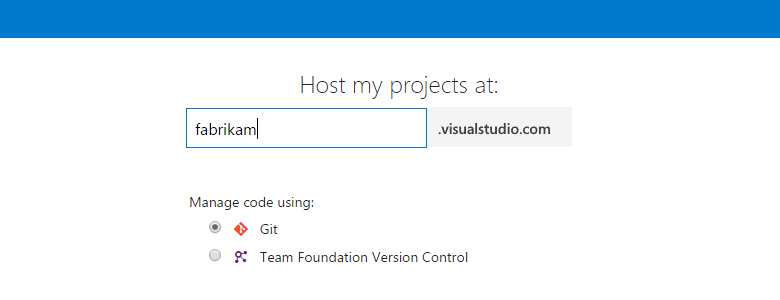 Host my projects at:
fabrikam .visualstudio.com
Manage code using:
Git
Team Foundation Version Control